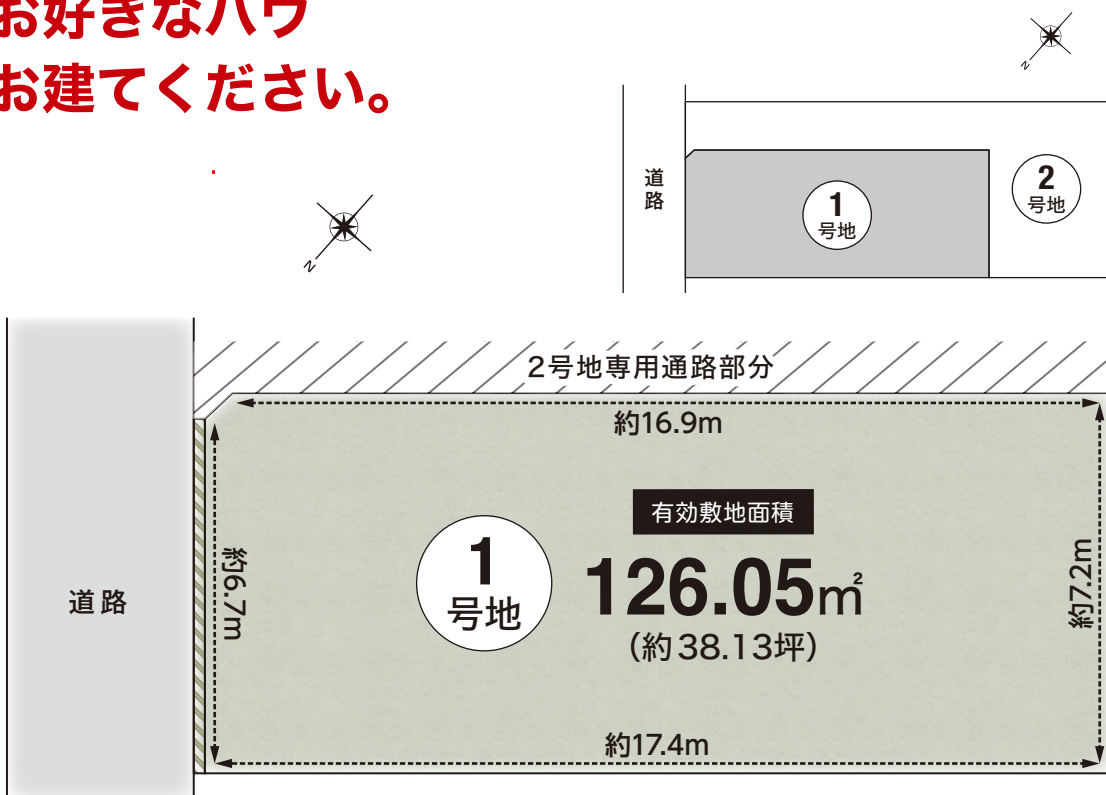 お好きなハウ
お建てください。
N
道路
1
号地
2
号地
N
2号地専用通路部分
約16.9m
有効敷地面積
1
号地
126.05㎡
(約38.13坪)
約6.7m
約7.2m
道路
約17.4m